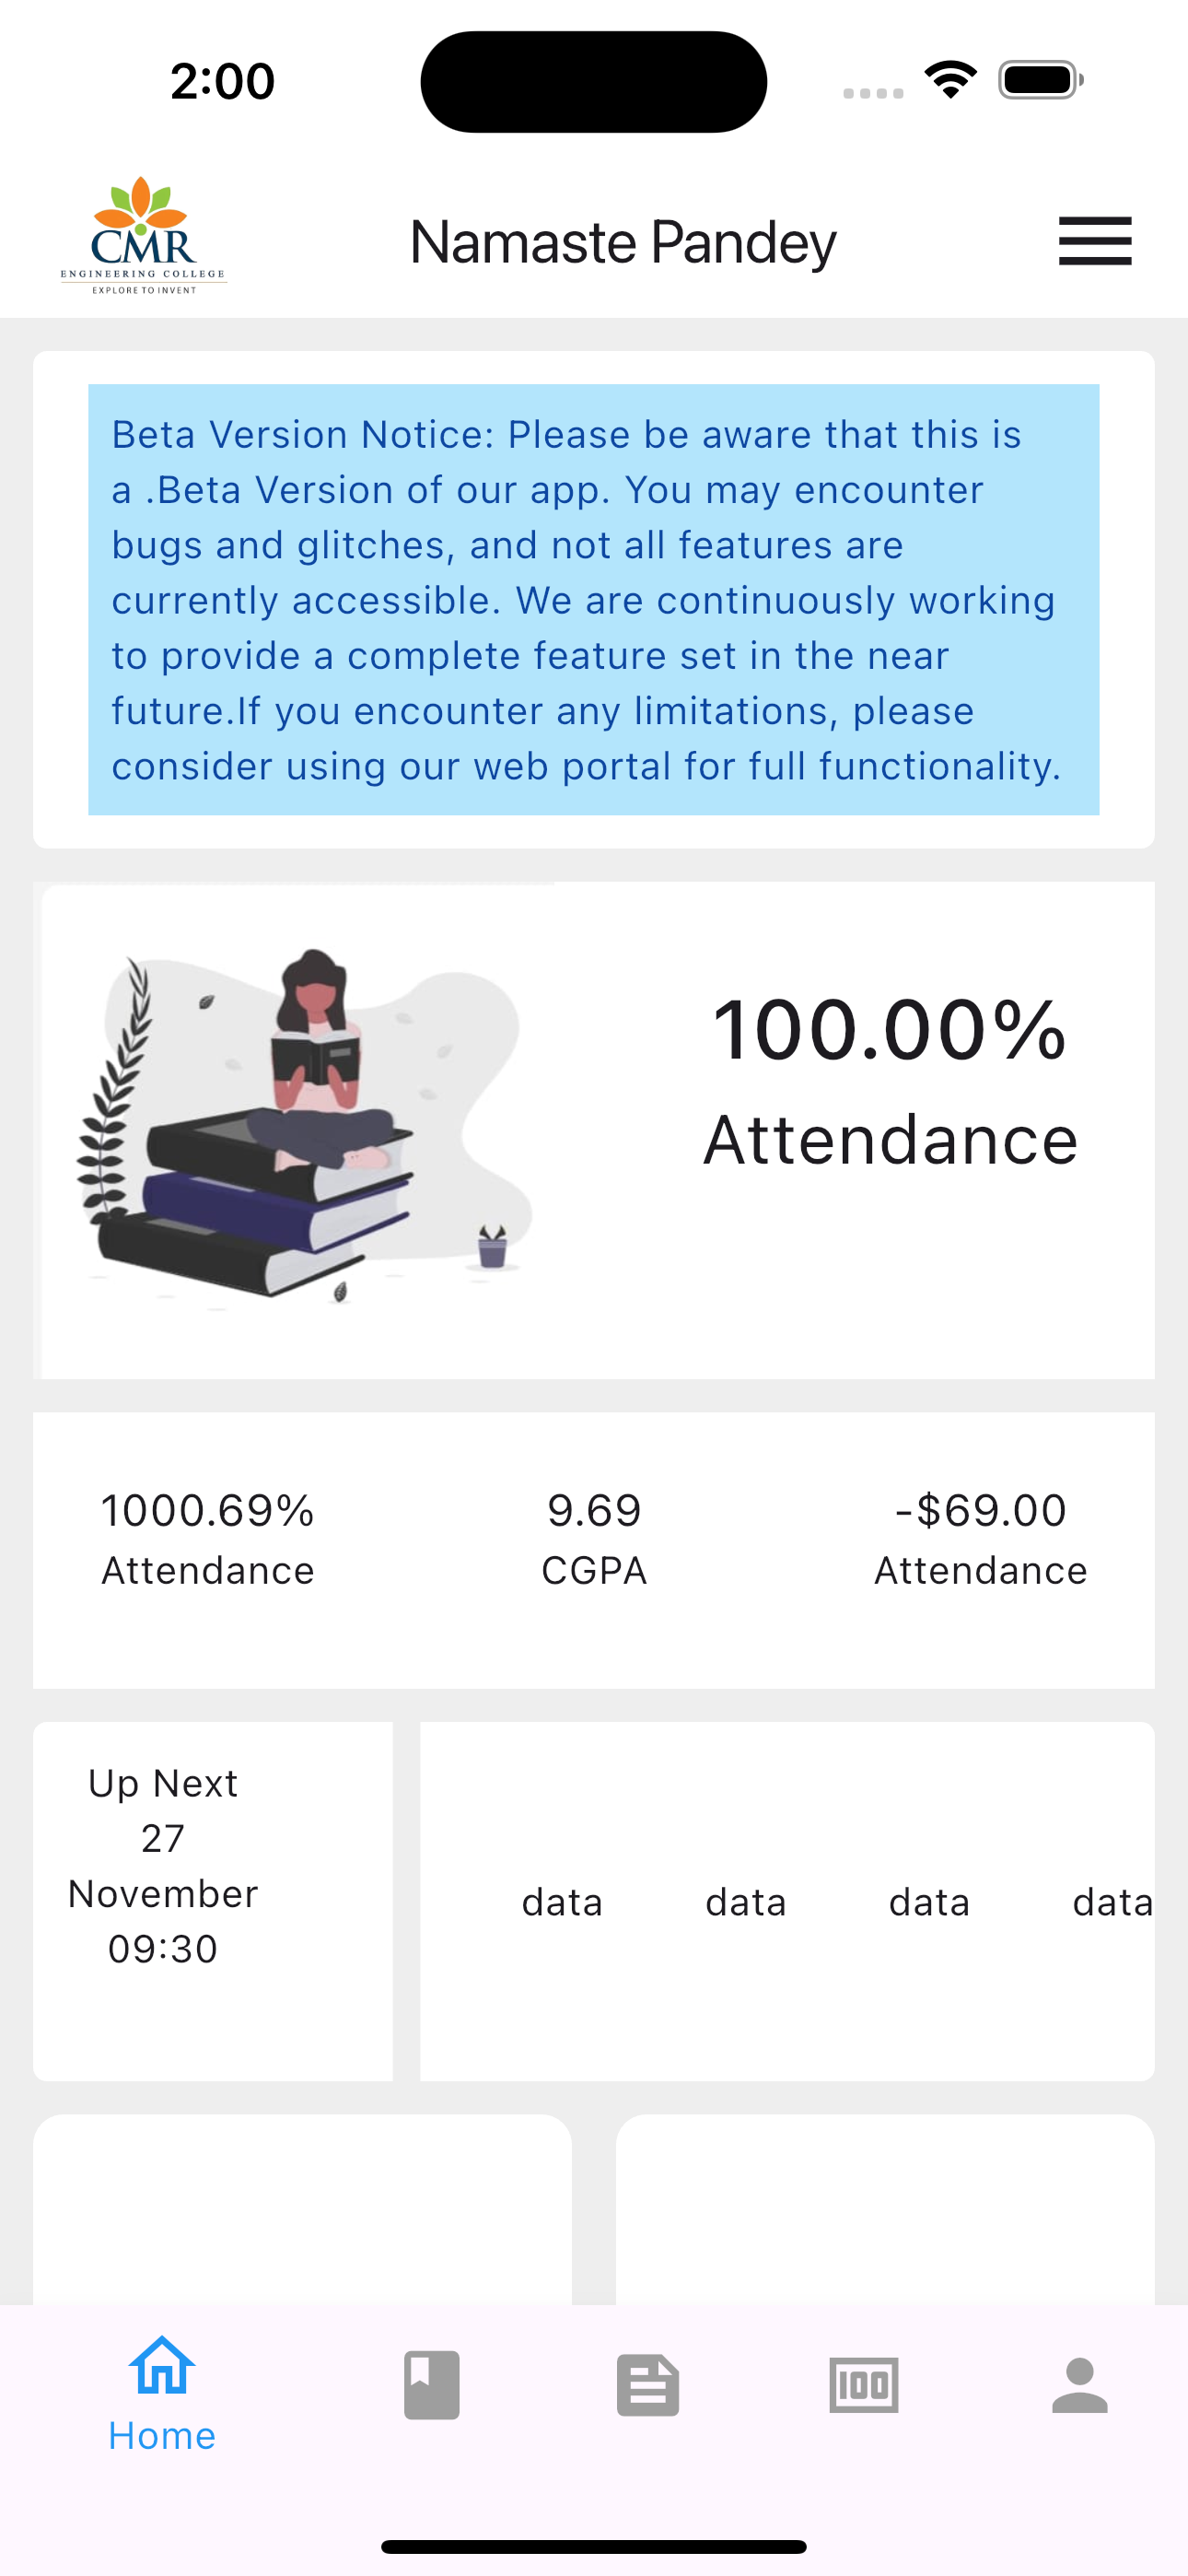 2:00
CMR
ENGINEERING COLLEGE
EXPLORE TO INVENT
Namaste Pandey
Beta Version Notice: Please be aware that this is
a .Beta Version of our app. You may encounter
bugs and glitches, and not all features are
currently accessible. We are continuously working
to provide a complete feature set in the near
future.If you encounter any limitations, please
consider using our web portal for full functionality.
100.00%
Attendance
1000.69% 9.69 -$69.00
Attendance CGPA Attendance
Up Next
27
November
09:30
data data data data
100
Home